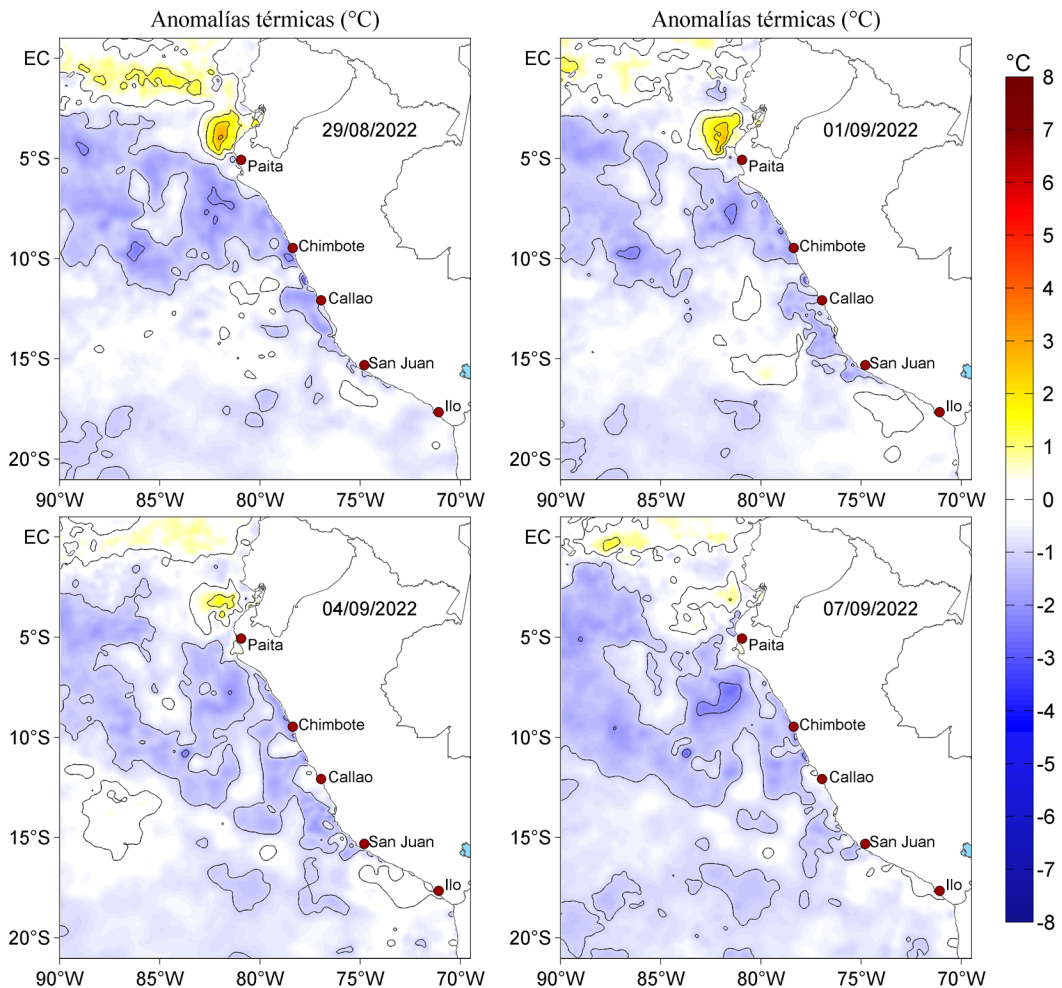 Anomalías térmicas (°C)
Anomalías térmicas (°C)
EC
5°S
10°S
15°S
20°S
29/08/2022
Paita
Chimbote
Callao
San Juan
Ilo
90°W
85°W
80°W
75°W
70°W
EC
5°S
10°S
15°S
20°S
01/09/2022
Paita
Chimbote
Callao
San Juan
Ilo
90°W
85°W
80°W
75°W
70°W
EC
5°S
10°S
15°S
20°S
04/09/2022
Paita
Chimbote
Callao
San Juan
Ilo
90°W
85°W
80°W
75°W
70°W
EC
5°S
10°S
15°S
20°S
07/09/2022
Paita
Chimbote
Callao
San Juan
Ilo
90°W
85°W
80°W
75°W
70°W
°C
8
7
6
5
4
3
2
1
0
-1
-2
-3
-4
-5
-6
-7
-8